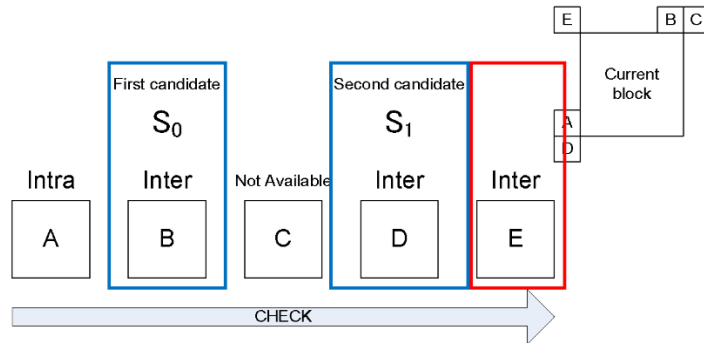 E B C
Current
block
A
D
First candidate
S₀
Second candidate
S₁
Intra Inter Not Available Inter Inter
A B C D E
CHECK